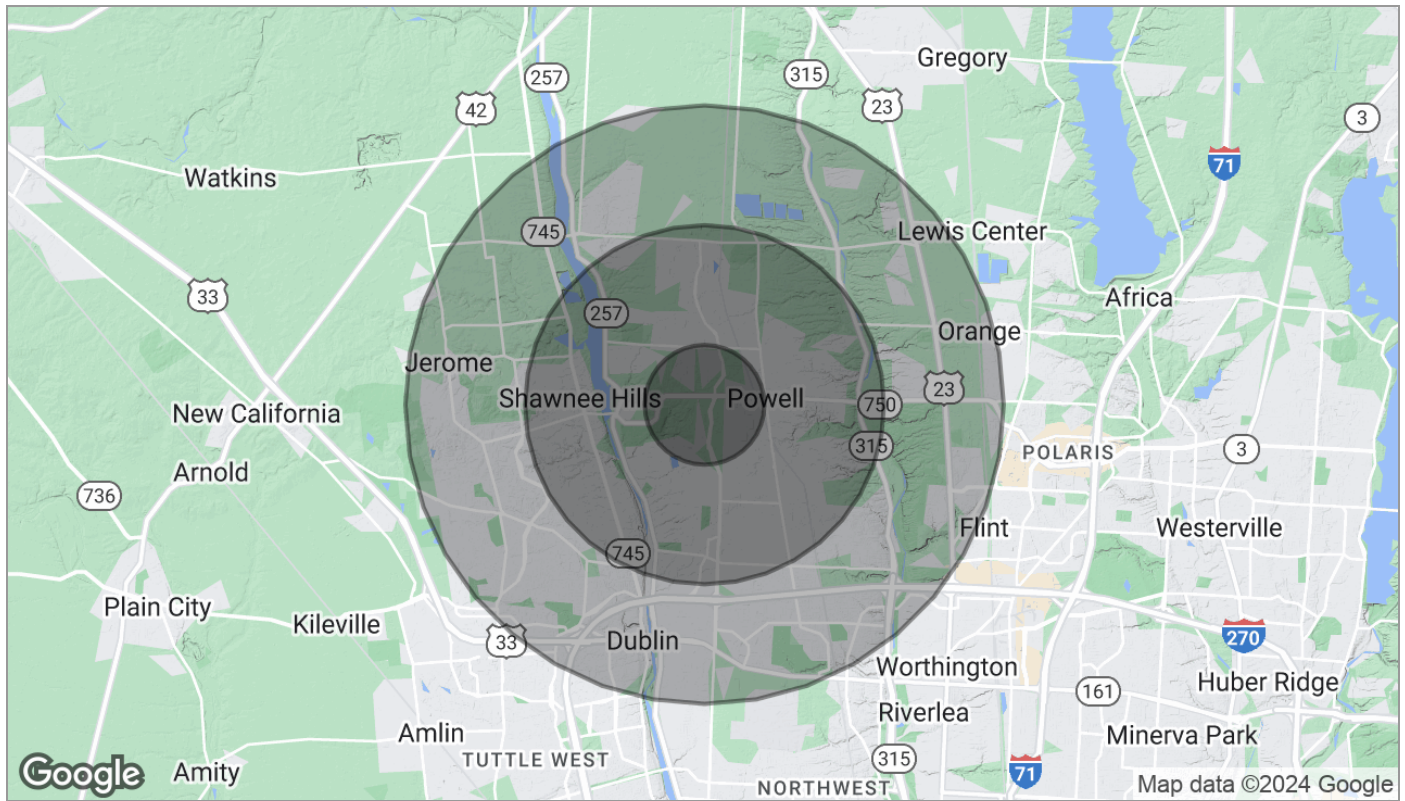 Gregory
257
315
23
42
3
71
Watkins
745
Lewis Center
33
257
Africa
Orange
Jerome
23
Shawnee Hills
Powell
750
New California
315
POLARIS
3
Arnold
736
Flint
Westerville
745
Plain City
Kileville
33
Dublin
270
Worthington
Huber Ridge
161
Riverlea
Amlin
Minerva Park
TUTTLE WEST
315
Google
Amity
71
NORTHWEST
Map data ©2024 Google